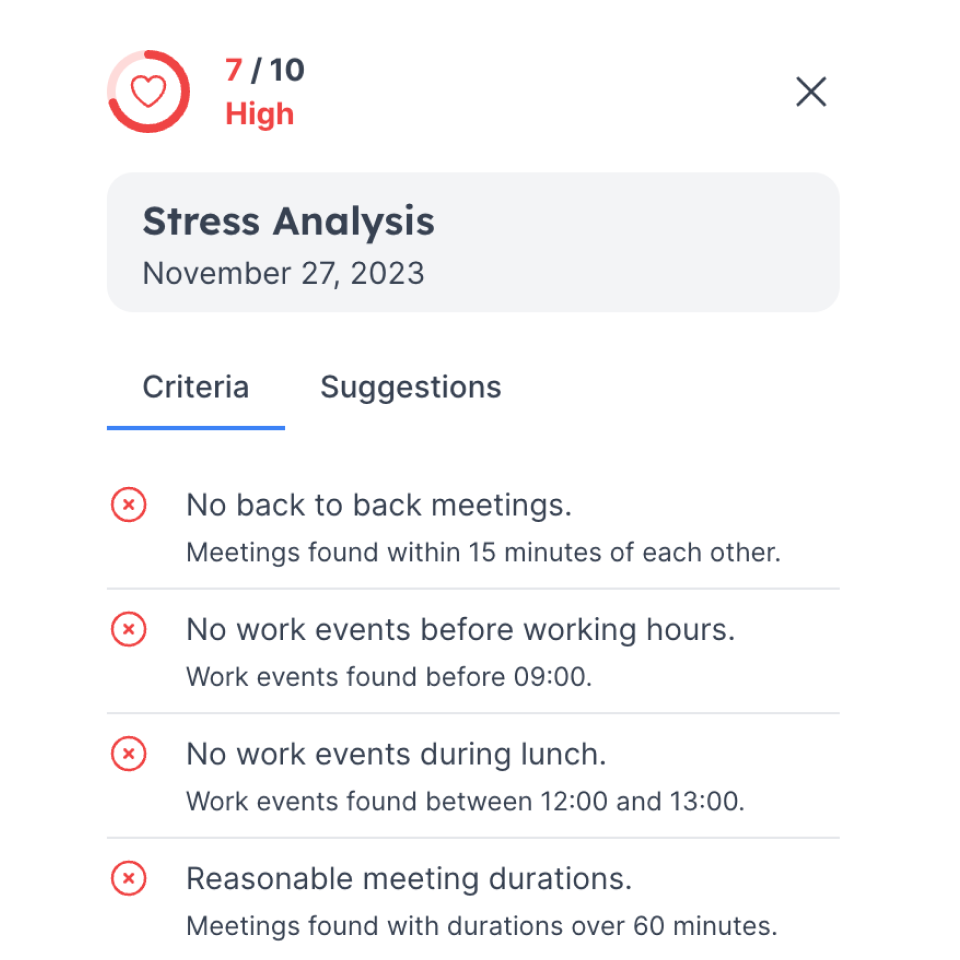 7 / 10
High
Stress Analysis
November 27, 2023
Criteria
Suggestions
No back to back meetings.
Meetings found within 15 minutes of each other.
No work events before working hours.
Work events found before 09:00.
No work events during lunch.
Work events found between 12:00 and 13:00.
Reasonable meeting durations.
Meetings found with durations over 60 minutes.